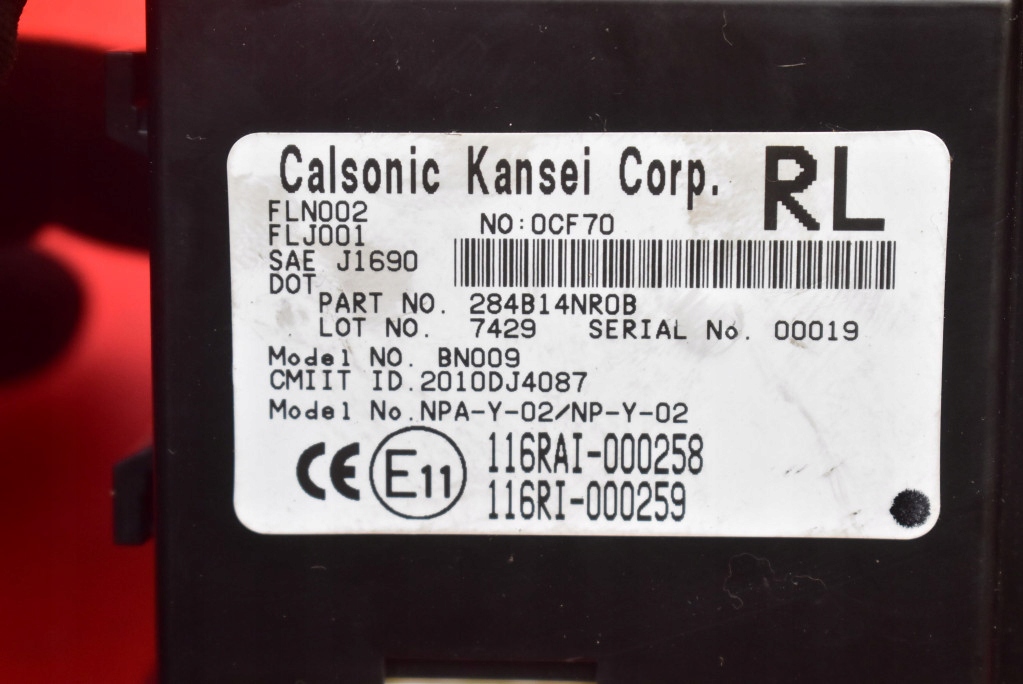 Calsonic Kansei Corp. RL
FLN002
FLJ001
NO:0CF70
SAE J1690
DOT
PART NO. 284B14NR0B
LOT NO. 7429 SERIAL No. 00019
Model NO. BN009
CMIIT ID.2010DJ4087
Model No.NPA-Y-02/NP-Y-02
CE E11 116RAI-000258
116RI-000259